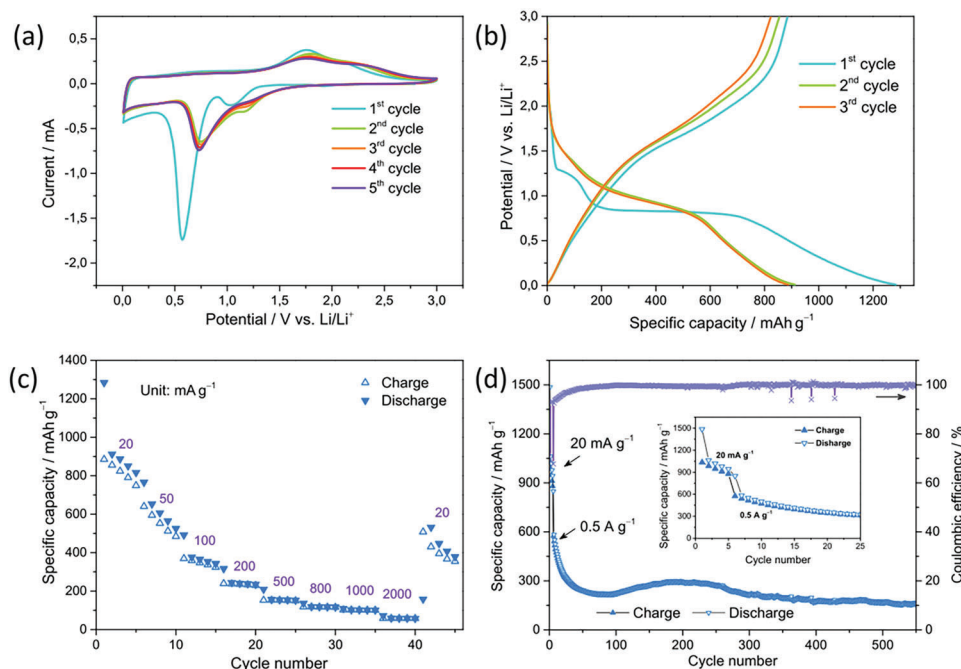 (a)
0,5
0,0
-0,5
-1,0
-1,5
-2,0
Current / mA
1st cycle
2nd cycle
3rd cycle
4th cycle
5th cycle
0,0 0,5 1,0 1,5 2,0 2,5 3,0
Potential / V vs. Li/Li+
(b)
3.0
2.5
2.0
1.5
1.0
0.5
0.0
Potential / V vs. Li/Li+
1st cycle
2nd cycle
3rd cycle
0 200 400 600 800 1000 1200
Specific capacity / mAh g−1
(c)
1400
1200
1000
800
600
400
200
0
Specific capacity / mAh g−1
Unit: mA g−1
Charge
Discharge
20
50
100
200
500
800
1000
2000
20
0 10 20 30 40
Cycle number
(d)
1500
1200
900
600
300
0
Specific capacity / mAh g−1
20 mA g−1
0.5 A g−1
1500
1200
900
600
300
0
Specific capacity / mAh g−1
Charge
Disharge
20 mA g−1
0.5 A g−1
0 5 10 15 20 25
Cycle number
Charge
Discharge
100
80
60
40
20
0
Coulombic efficiency / %
0 100 200 300 400 500
Cycle number